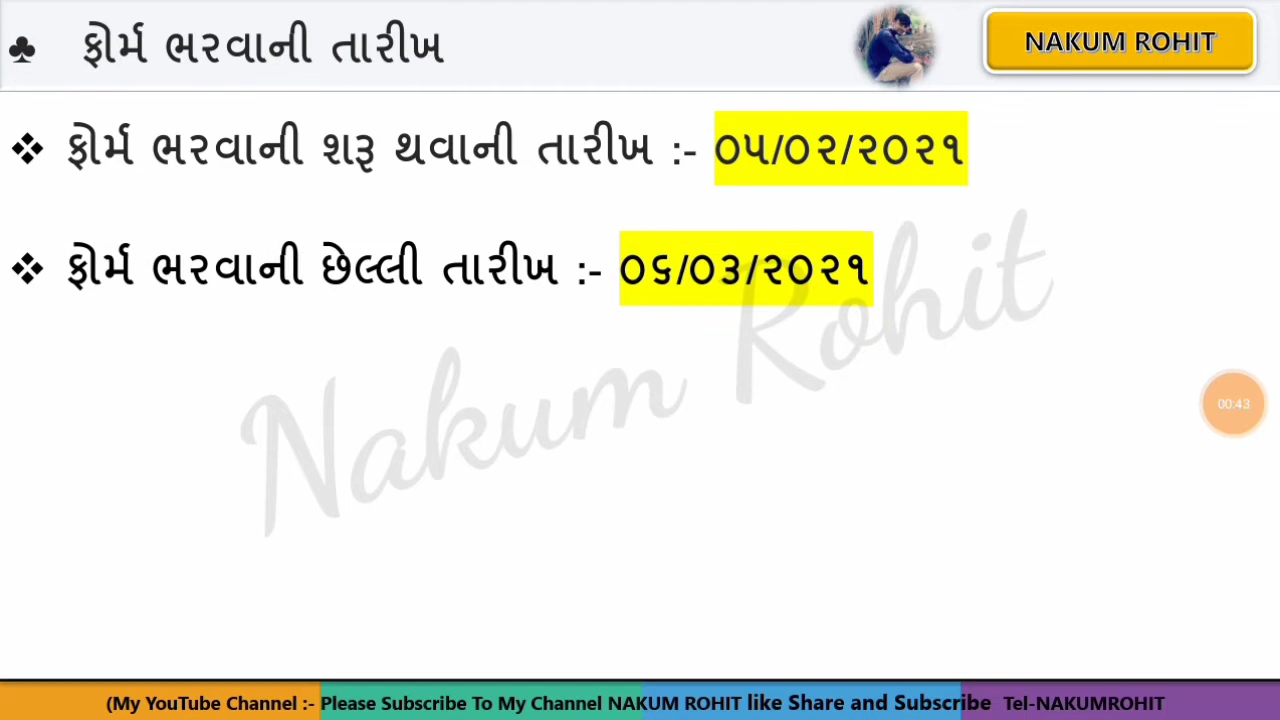 ♣ ફોર્મ ભરવાની તારીખ
NAKUM ROHIT
❖ ફોર્મ ભરવાની શરૂ થવાની તારીખ :- ૦૫/૦૨/૨૦૨૧
❖ ફોર્મ ભરવાની છેલ્લી તારીખ :- ૦૬/૦૩/૨૦૨૧
Nakum Rohit
00:43
(My YouTube Channel :- Please Subscribe To My Channel NAKUM ROHIT like Share and Subscribe Tel-NAKUMROHIT